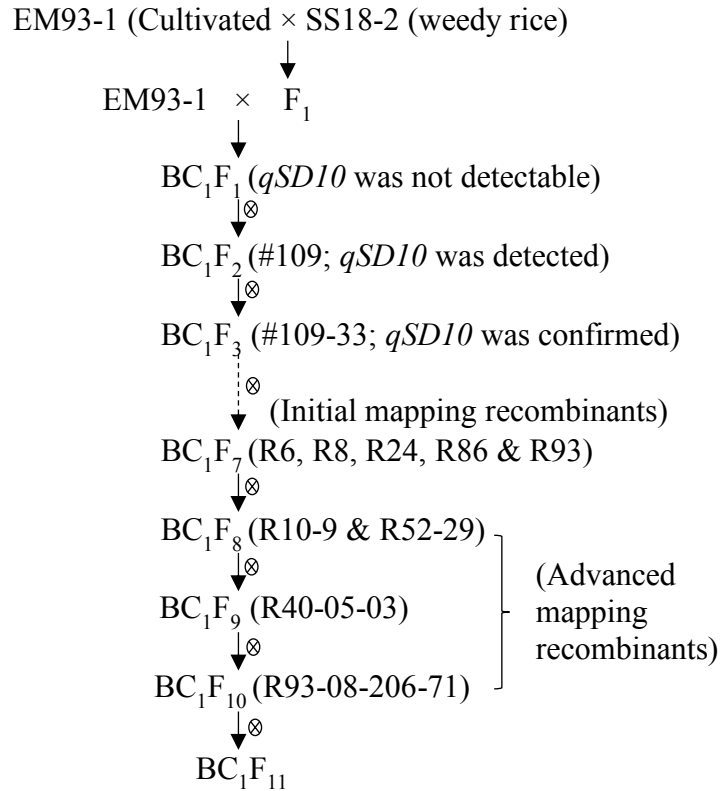 EM93-1 (Cultivated × SS18-2 (weedy rice)
EM93-1 × F₁
BC₁F₁ (qSD10 was not detectable)
BC₁F₂ (#109; qSD10 was detected)
BC₁F₃ (#109-33; qSD10 was confirmed)
(Initial mapping recombinants)
BC₁F₇ (R6, R8, R24, R86 & R93)
BC₁F₈ (R10-9 & R52-29)
BC₁F₉ (R40-05-03)
BC₁F₁₀ (R93-08-206-71)
(Advanced
mapping
recombinants)
BC₁F₁₁